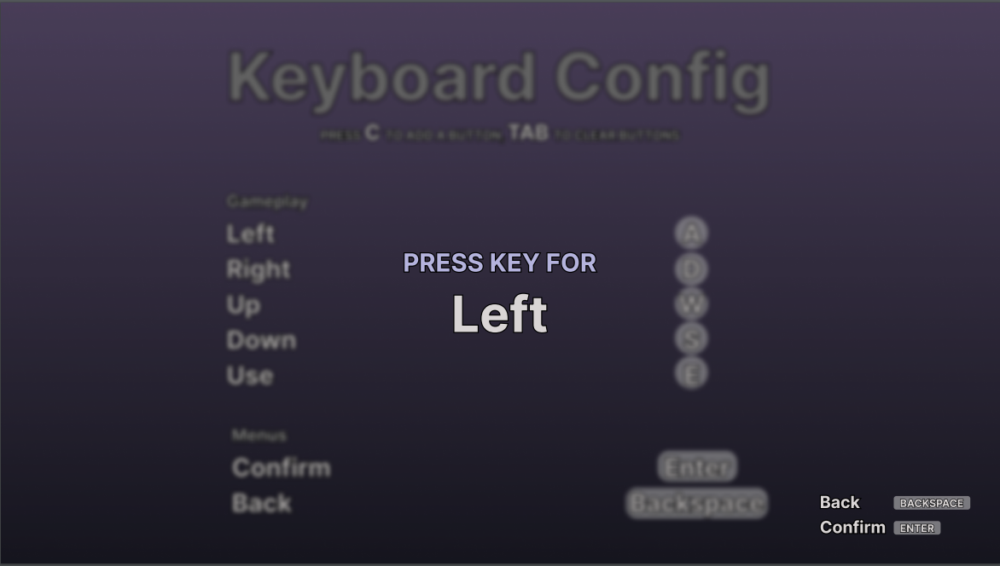 Keyboard Config
PRESS C TO ADD A BUTTON, TAB TO CLEAR BUTTONS
Gameplay
Left A
Right D
PRESS KEY FOR
Up W
Left
Down S
Use E
Menus
Confirm Enter
Back Backspace
Back BACKSPACE
Confirm ENTER